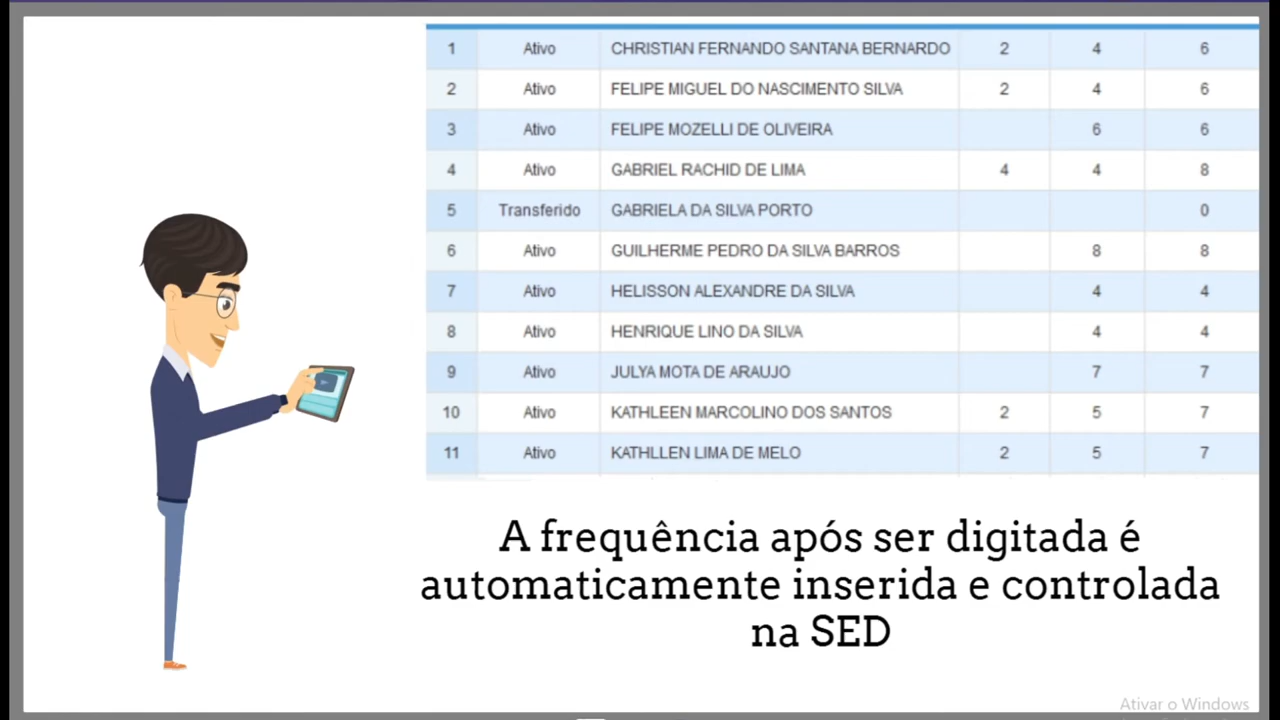 1 Ativo CHRISTIAN FERNANDO SANTANA BERNARDO 2 4 6
2 Ativo FELIPE MIGUEL DO NASCIMENTO SILVA 2 4 6
3 Ativo FELIPE MOZELLI DE OLIVEIRA 6 6
4 Ativo GABRIEL RACHID DE LIMA 4 4 8
5 Transferido GABRIELA DA SILVA PORTO 0
6 Ativo GUILHERME PEDRO DA SILVA BARROS 8 8
7 Ativo HELISSON ALEXANDRE DA SILVA 4 4
8 Ativo HENRIQUE LINO DA SILVA 4 4
9 Ativo JULYA MOTA DE ARAUJO 7 7
10 Ativo KATHLEEN MARCOLINO DOS SANTOS 2 5 7
11 Ativo KATHLLEN LIMA DE MELO 2 5 7
A frequência após ser digitada é
automaticamente inserida e controlada
na SED
Ativar o Windows